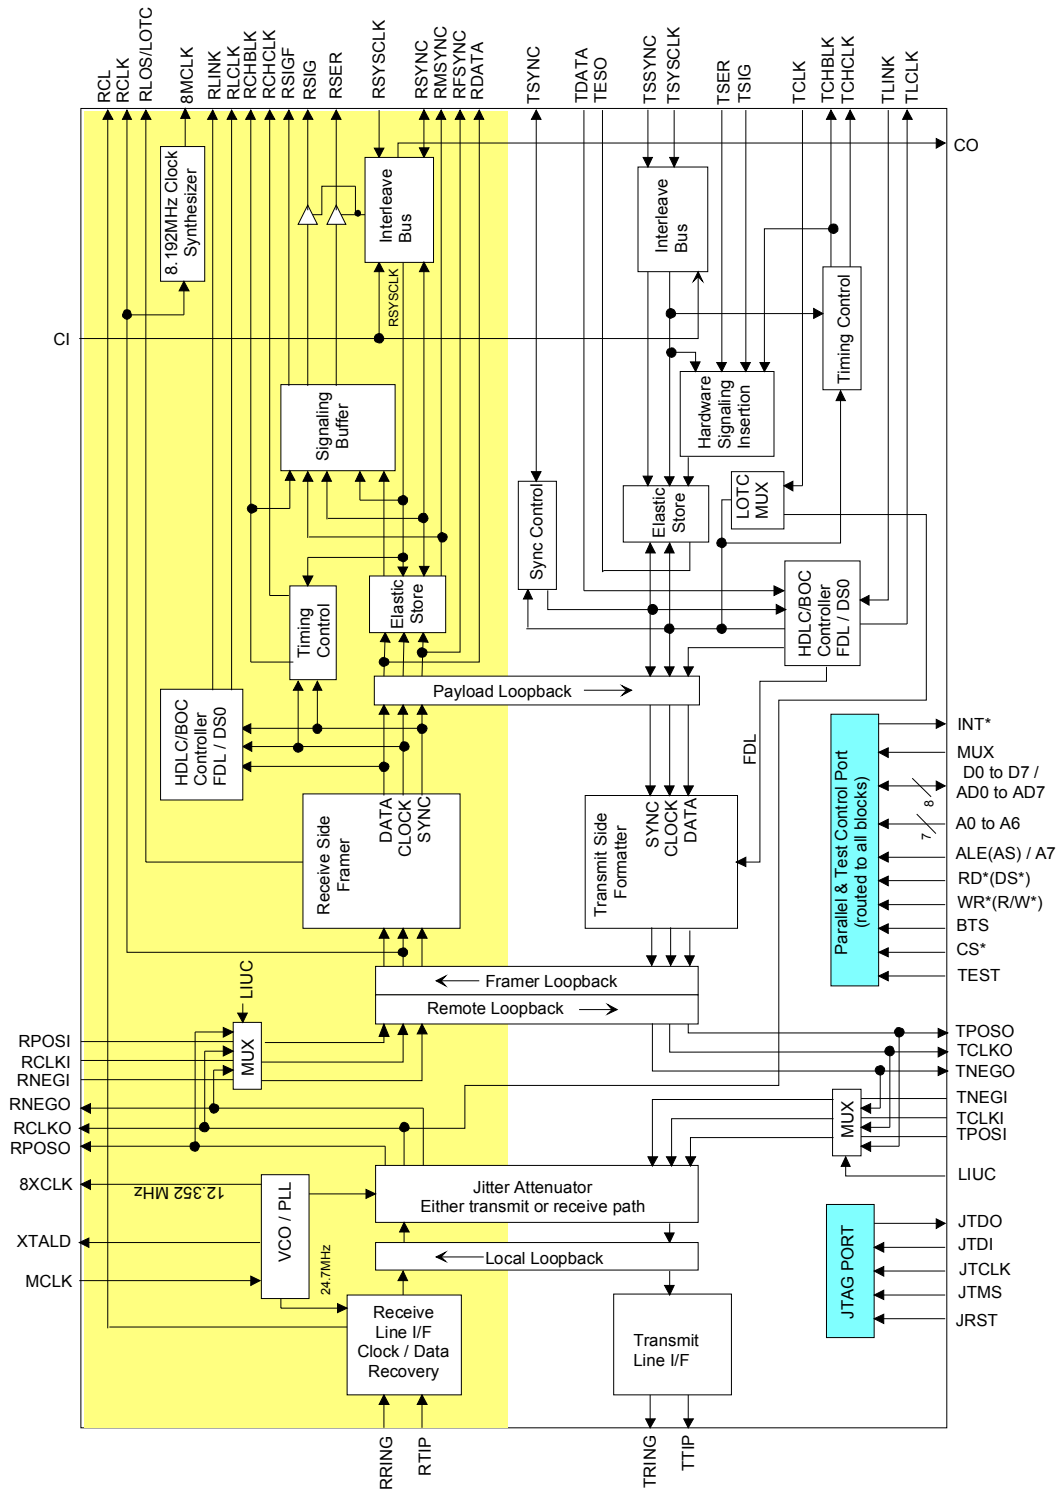 RCL
RCLK
RLOS/LOTC
8MCLK
RLINK
RLCLK
RCHBLK
RCHCLK
RSIGF
RSIG
RSER
RSYSCLK
RSYNC
RMSYNC
RFSYNC
RDATA
TSYNC
TDATA
TESO
TSSYNC
TSYSCLK
TSER
TSIG
TCLK
TCHBLK
TCHCLK
TLINK
TLCLK
CO
8.192MHz Clock
Synthesizer
Interleave
Bus
Interleave
Bus
RSYSCLK
CI
Timing Control
Signaling
Buffer
Hardware
Signaling
Insertion
LOTC
MUX
Elastic
Store
Sync Control
Elastic
Store
Timing
Control
HDLC/BOC
Controller
FDL / DS0
HDLC/BOC
Controller
FDL / DS0
Payload Loopback
FDL
DATA
CLOCK
SYNC
Receive Side
Framer
SYNC
CLOCK
DATA
Transmit Side
Formatter
Parallel & Test Control Port
(routed to all blocks)
INT*
MUX
D0 to D7 /
AD0 to AD7
8
A0 to A6
7
ALE(AS) / A7
RD*(DS*)
WR*(R/W*)
BTS
CS*
TEST
Framer Loopback
Remote Loopback
LIUC
MUX
RPOSI
RCLKI
RNEGI
RNEGO
RCLKO
RPOSO
TPOSO
TCLKO
TNEGO
TNEGI
TCLKI
TPOSI
MUX
LIUC
8XCLK
12.352 MHz
XTALD
MCLK
VCO / PLL
24.7MHz
Jitter Attenuator
Either transmit or receive path
Local Loopback
Receive
Line I/F
Clock / Data
Recovery
Transmit
Line I/F
JTAG PORT
JTDO
JTDI
JTCLK
JTMS
JRST
RRING
RTIP
TRING
TTIP